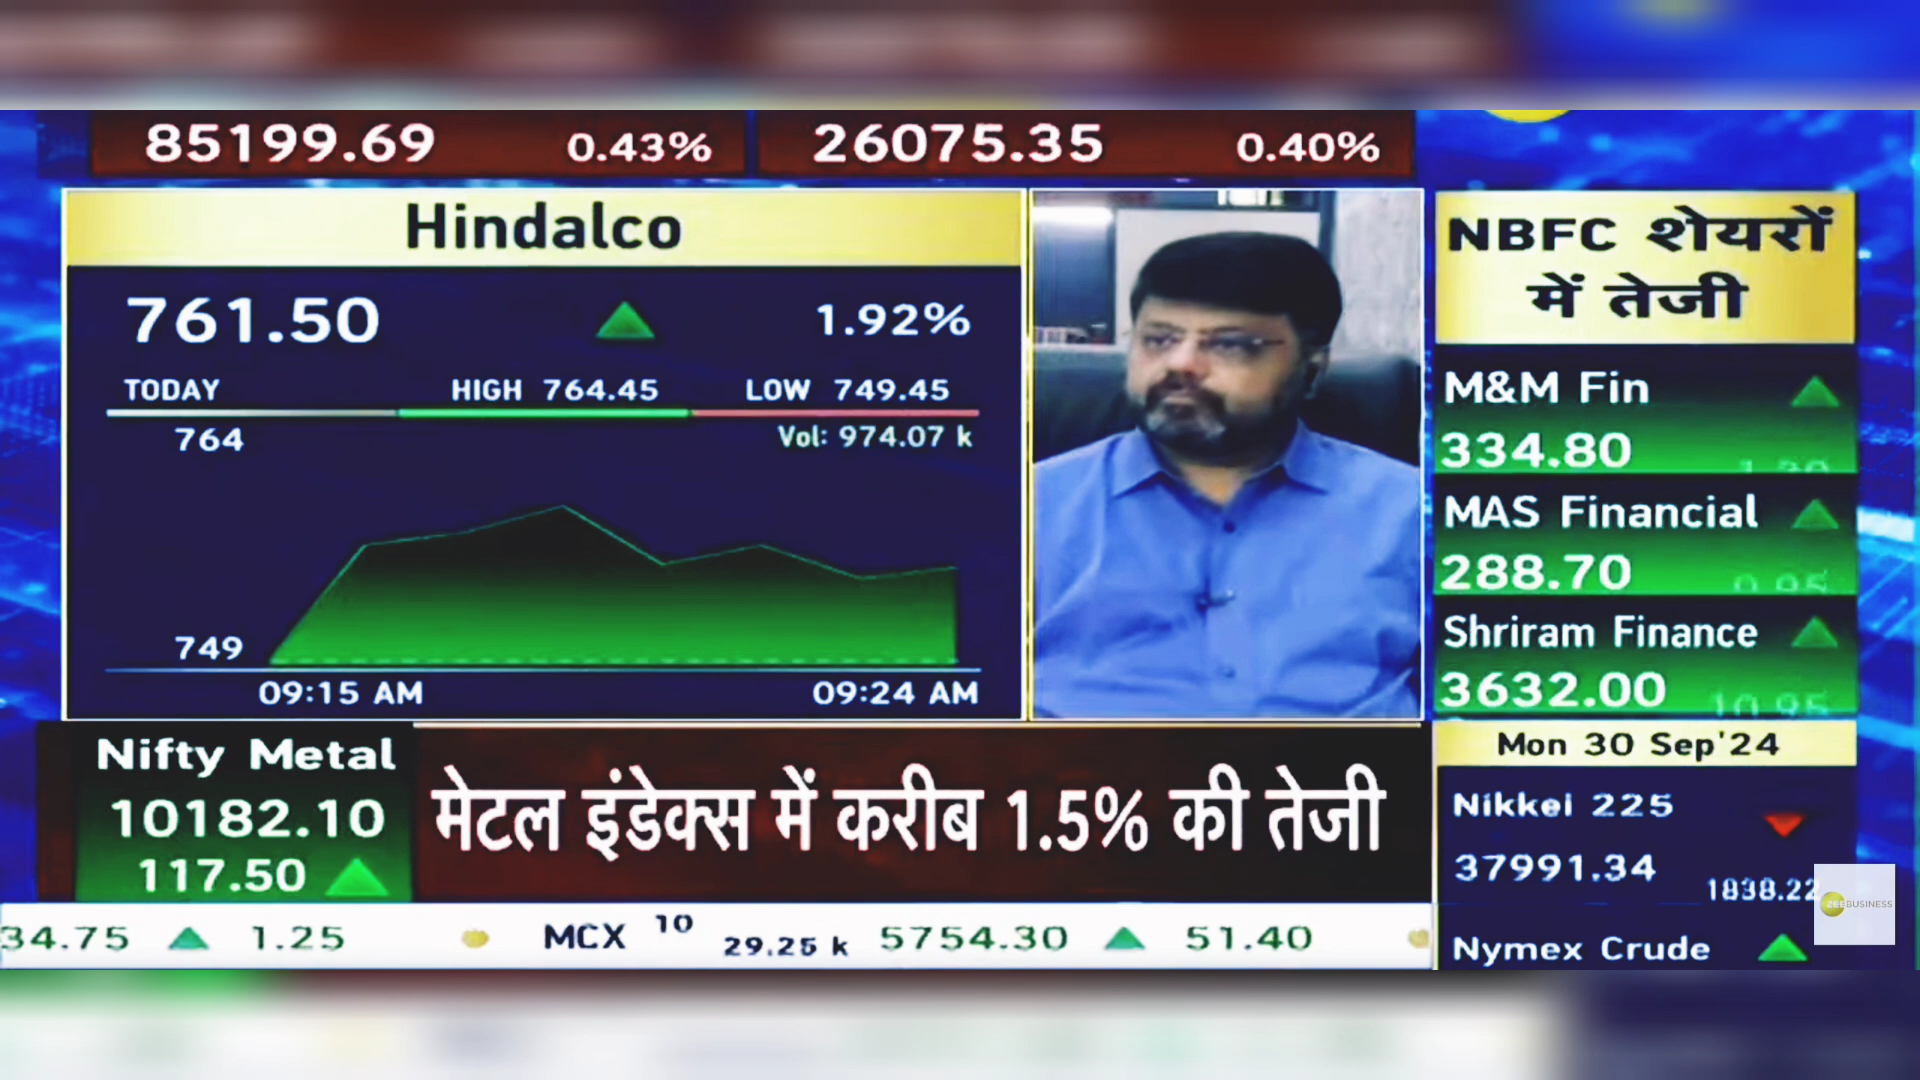 85199.69 0.43% 26075.35 0.40%
Hindalco
761.50 1.92%
TODAY HIGH 764.45 LOW 749.45
764 Vol: 974.07 k
749
09:15 AM 09:24 AM
NBFC शेयरों
में तेजी
M&M Fin
334.80
MAS Financial
288.70
Shriram Finance
3632.00
Nifty Metal
10182.10
117.50
मेटल इंडेक्स में करीब 1.5% की तेजी
Mon 30 Sep'24
Nikkei 225
37991.34
1838.22
Nymex Crude
ZEEBUSINESS
34.75 1.25 MCX 10 29.25 k 5754.30 51.40